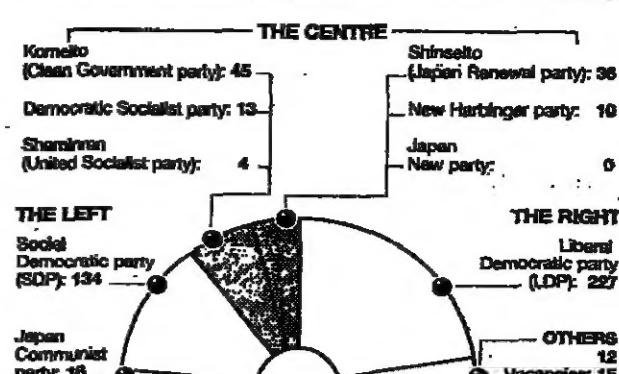 THE CENTRE
Komeito
(Clean Government party): 45
Democratic Socialist party: 13
Shaminren
(United Socialist party): 4
Shinseito
(Japan Renewal party): 36
New Harbinger party: 10
Japan
New party: 0
THE LEFT
Social
Democratic party
(SDP): 134
Japan
Communist
party: 16
THE RIGHT
Liberal
Democratic party
(LDP): 227
OTHERS
12
Vacancies: 15